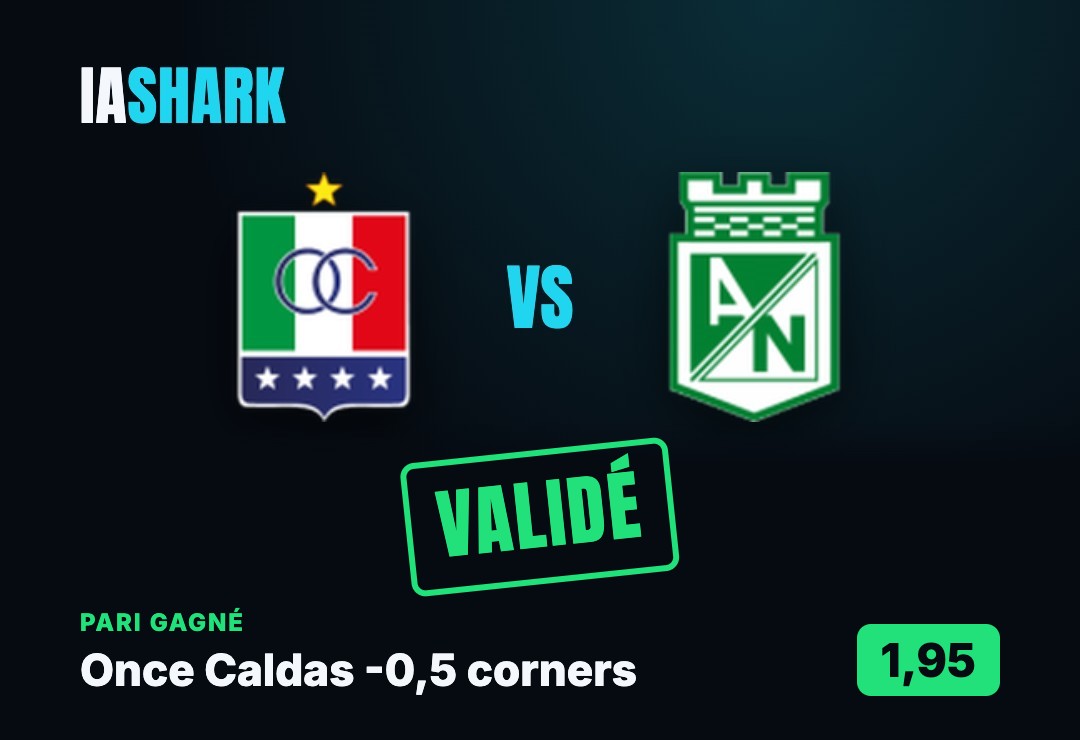 IASHARK
OC
VS
AN
VALIDÉ
PARI GAGNÉ
Once Caldas -0,5 corners
1,95